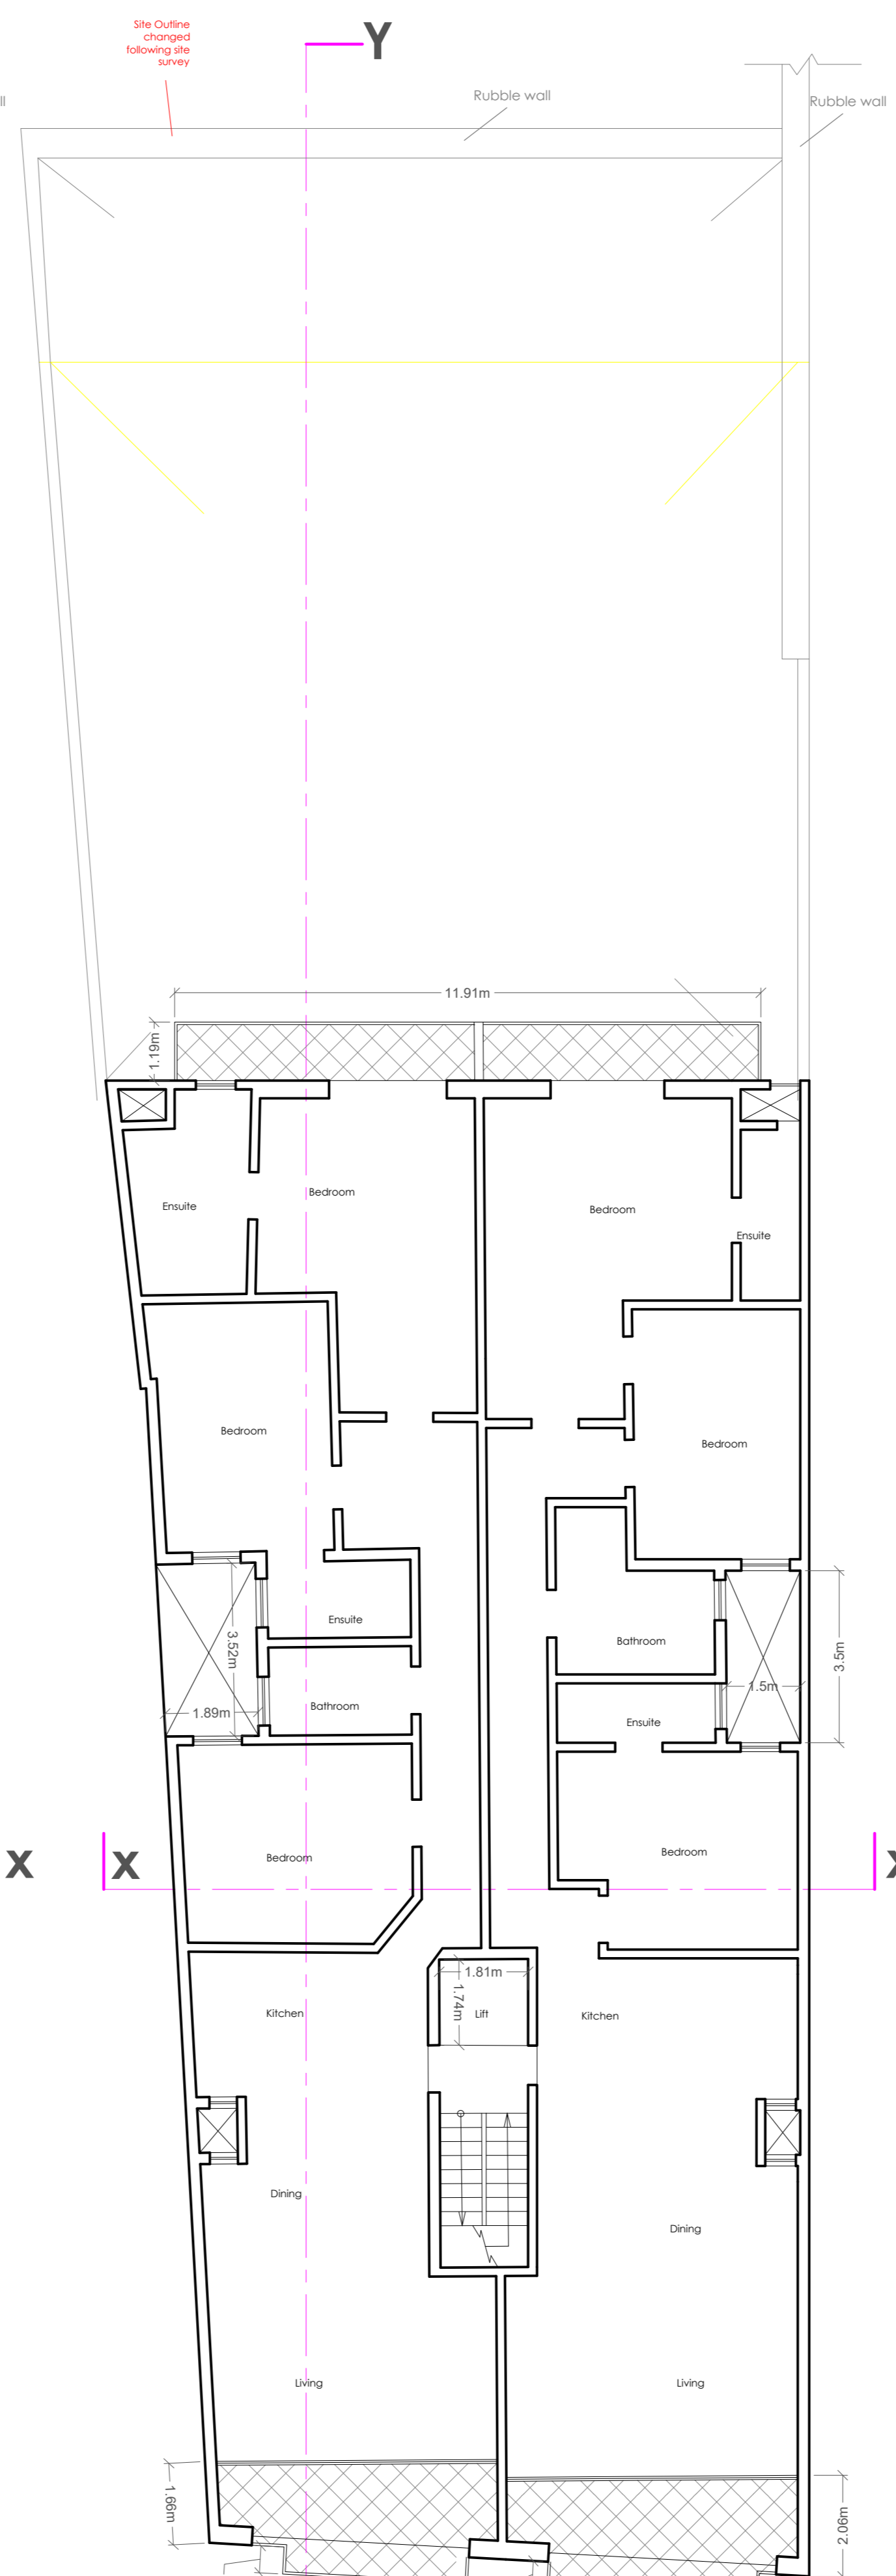 Site Outline
changed
following site
survey
Y
ll
Rubble wall
Rubble wall
11.91m
1.19m
Bedroom
Ensuite
Bedroom
Ensuite
Bedroom
Bedroom
Ensuite
3.52m
Bathroom
3.5m
1.89m
Bathroom
1.5m
Ensuite
Bedroom
Bedroom
X
X
X
1.81m
1.74m
Lift
Kitchen
Kitchen
Dining
Dining
Living
Living
1.66m
2.06m